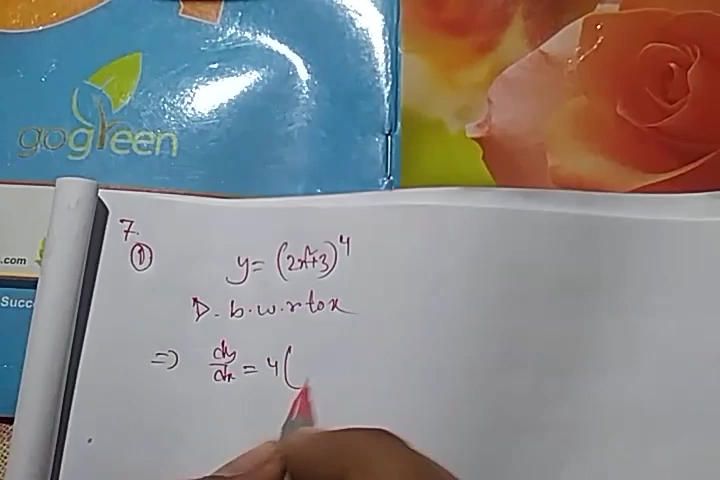 gogreen
.com
Succ
7.
①
y = (2x²+3)⁴
D. b. w. r to x
=> dy/dx = 4(